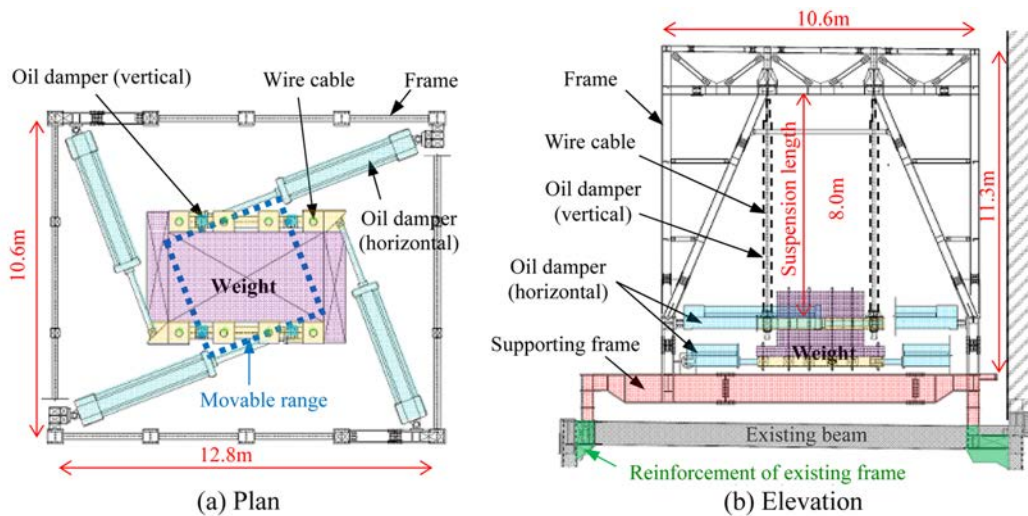 Oil damper (vertical)
Wire cable
Frame
10.6m
Oil damper
(horizontal)
Weight
Movable range
12.8m
(a) Plan
10.6m
Frame
Wire cable
Oil damper
(vertical)
Suspension length
8.0m
11.3m
Oil damper
(horizontal)
Weight
Supporting frame
Existing beam
Reinforcement of existing frame
(b) Elevation